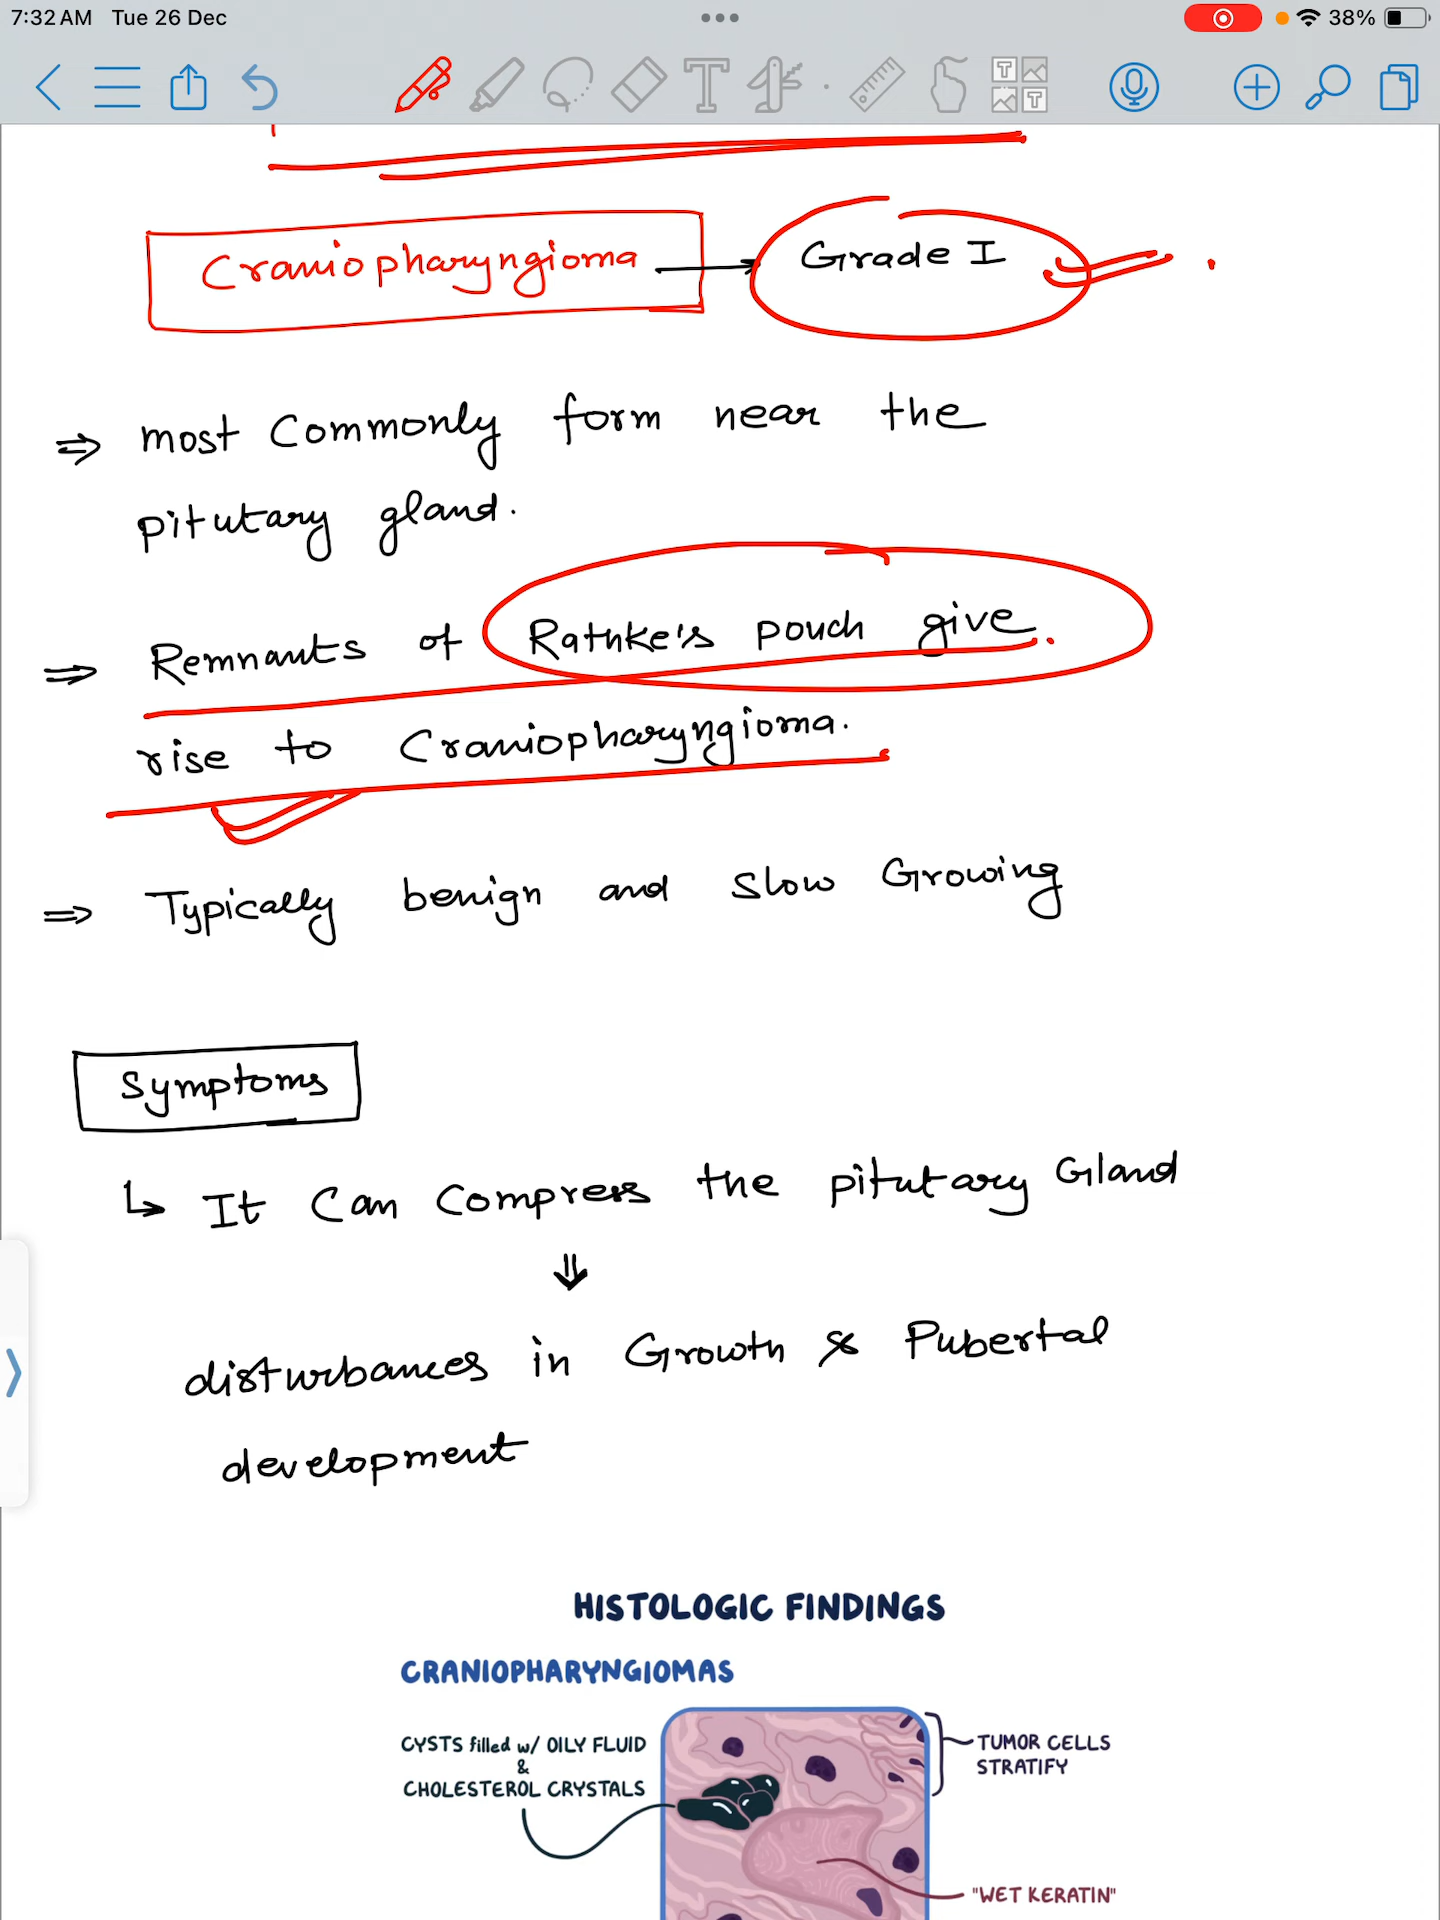 7:32 AM Tue 26 Dec
38%
Craniopharyngioma → Grade I
⇒ most Commonly form near the
pitutary gland.
⇒ Remnants of Rathke's pouch give
rise to Craniopharyngioma.
⇒ Typically benign and Slow Growing
Symptoms
↳ It Can Compress the pitutary Gland
⇓
disturbances in Growth & Pubertal
development
HISTOLOGIC FINDINGS
CRANIOPHARYNGIOMAS
CYSTS filled w/ OILY FLUID
&
CHOLESTEROL CRYSTALS
TUMOR CELLS
STRATIFY
"WET KERATIN"